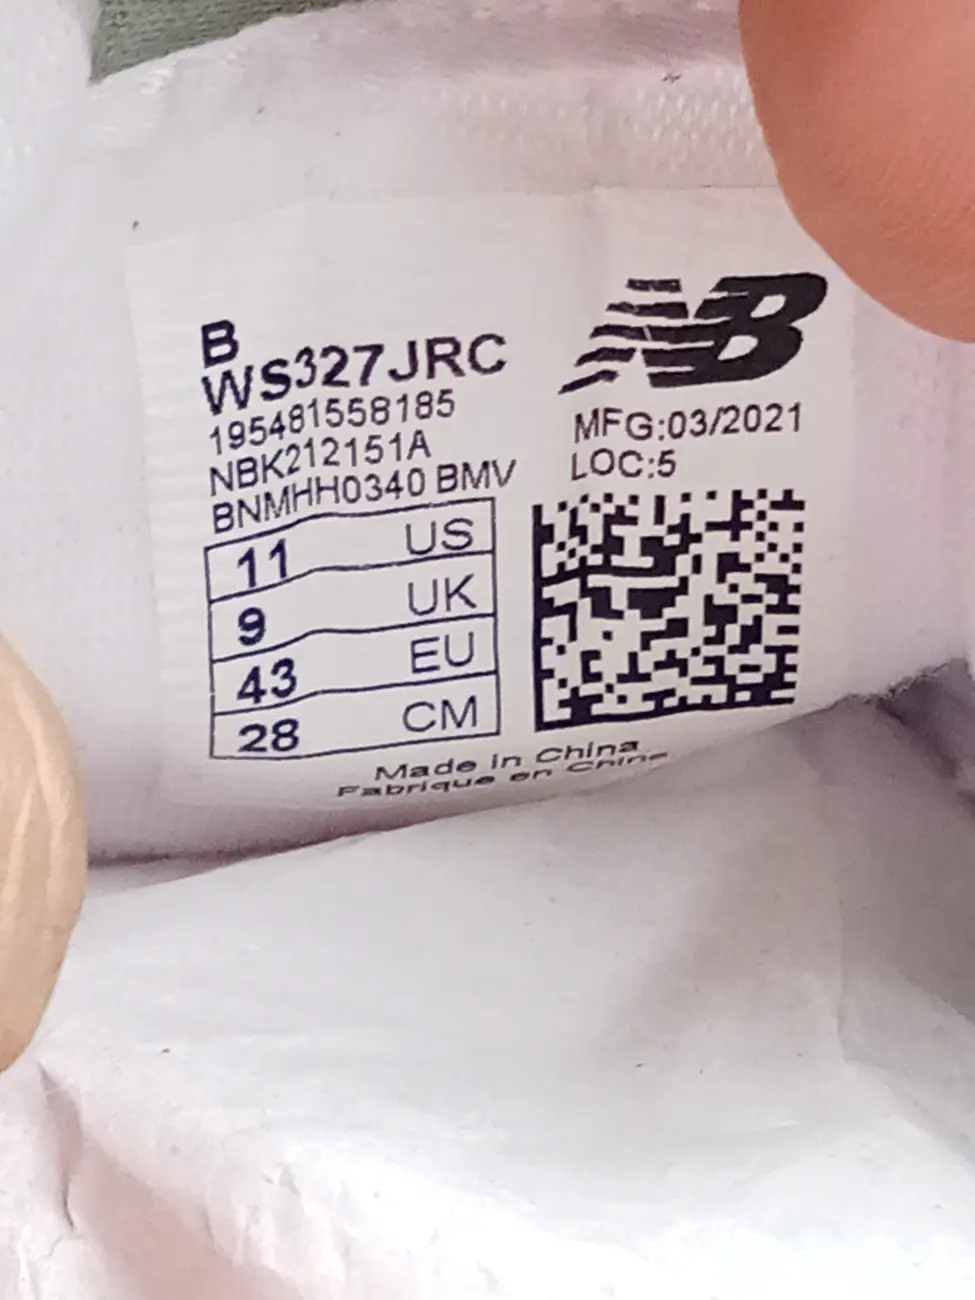 B
WS327JRC
195481558185
NBK212151A
BNMHH0340 BMV
NB
MFG:03/2021
LOC:5
11 US
9 UK
43 EU
28 CM
Made in China
Fabrique en Chine